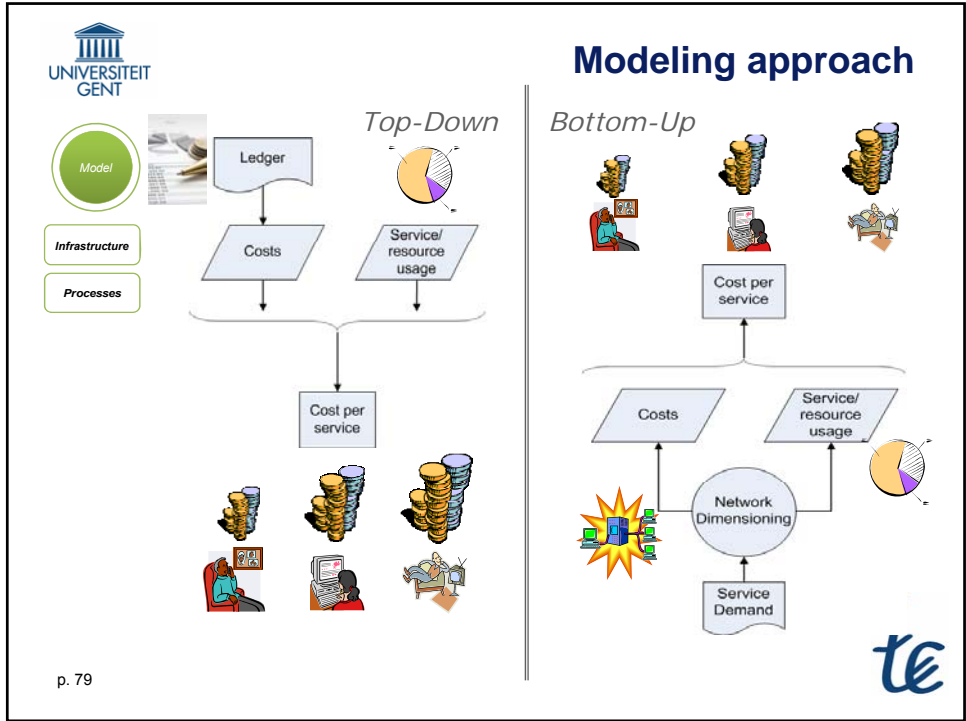 UNIVERSITEIT
GENT
Modeling approach
Model
Infrastructure
Processes
Top-Down
Ledger
Costs
Service/
resource
usage
Cost per
service
Bottom-Up
Cost per
service
Costs
Service/
resource
usage
Network
Dimensioning
Service
Demand
p. 79